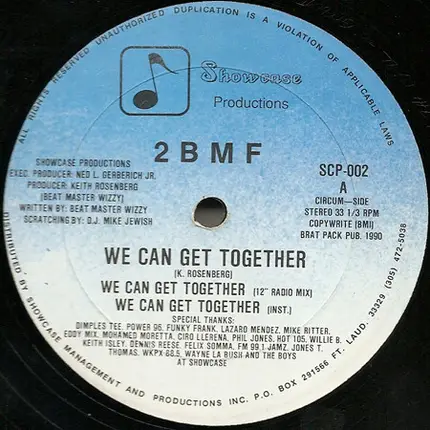 ALL RIGHTS RESERVED UNAUTHORIZED DUPLICATION IS A VIOLATION OF APPLICABLE LAWS
Showcase
Productions
2 B M F
SHOWCASE PRODUCTIONS
EXEC. PRODUCER: NED L. GERBERICH JR.
PRODUCER: KEITH ROSENBERG
(BEAT MASTER WIZZY)
WRITTEN BY: BEAT MASTER WIZZY
SCRATCHING BY: D.J. MIKE JEWISH
SCP-002
A
CIRCUM—SIDE
STEREO 33 1/3 RPM
COPYWRITE (BMI)
BRAT PACK PUB. 1990
WE CAN GET TOGETHER
(K. ROSENBERG)
WE CAN GET TOGETHER (12" RADIO MIX)
WE CAN GET TOGETHER (INST.)
SPECIAL THANKS:
DIMPLES TEE, POWER 96, FUNKY FRANK, LAZARD MENDEZ, MIKE RITTER,
EDDY MIX, MOHAMED MORETTA, CIRO LLERENA, PHIL JONES, HOT 105, WILLIE B.
KEITH ISLEY, DENNIS REESE, FELIX SOMMA, FM 99.1 JAMZ, JONES T.
THOMAS, WKPX-88.5, WAYNE LA RUSH AND THE BOYS
AT SHOWCASE
DISTRIBUTED BY SHOWCASE MANAGEMENT AND PRODUCTIONS INC. P.O. BOX 291566 FT. LAUD. 33329 (305) 472-5038